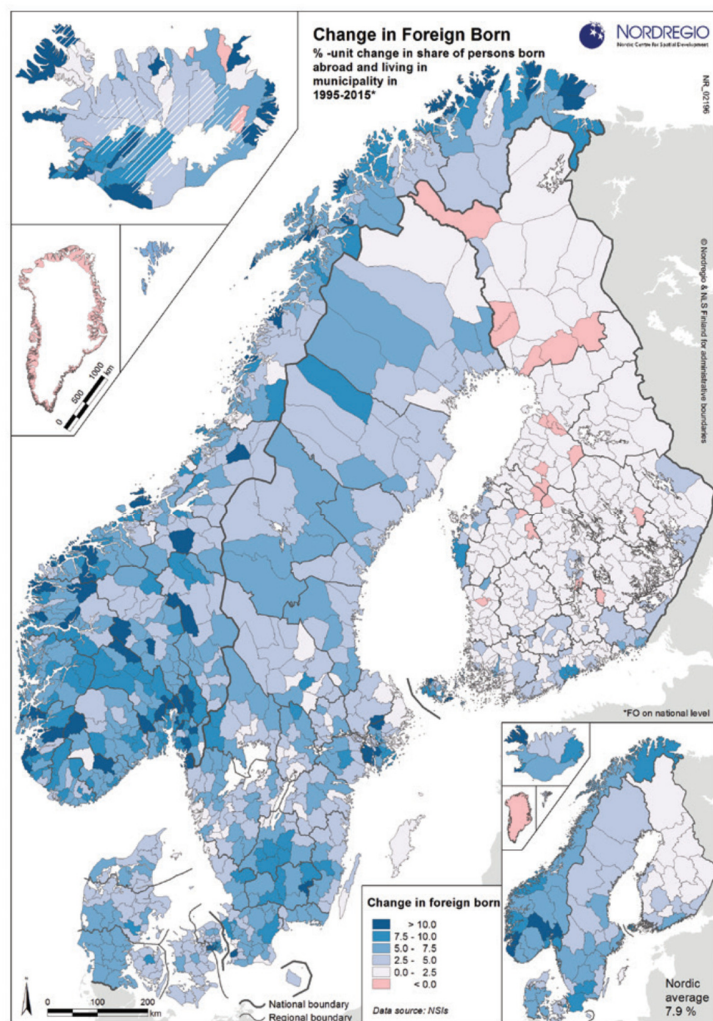 Change in Foreign Born
% -unit change in share of persons born
abroad and living in
municipality in
1995-2015*
NORDREGIO
Nordic Centre for Spatial Development
NR_02196
© Nordregio & NLS Finland for administrative boundaries
0 500 1000
km
*FO on national level
Change in foreign born
> 10.0
7.5 - 10.0
5.0 - 7.5
2.5 - 5.0
0.0 - 2.5
< 0.0
Data source: NSIs
0 100 200
km
National boundary
Regional boundary
Nordic
average
7.9 %